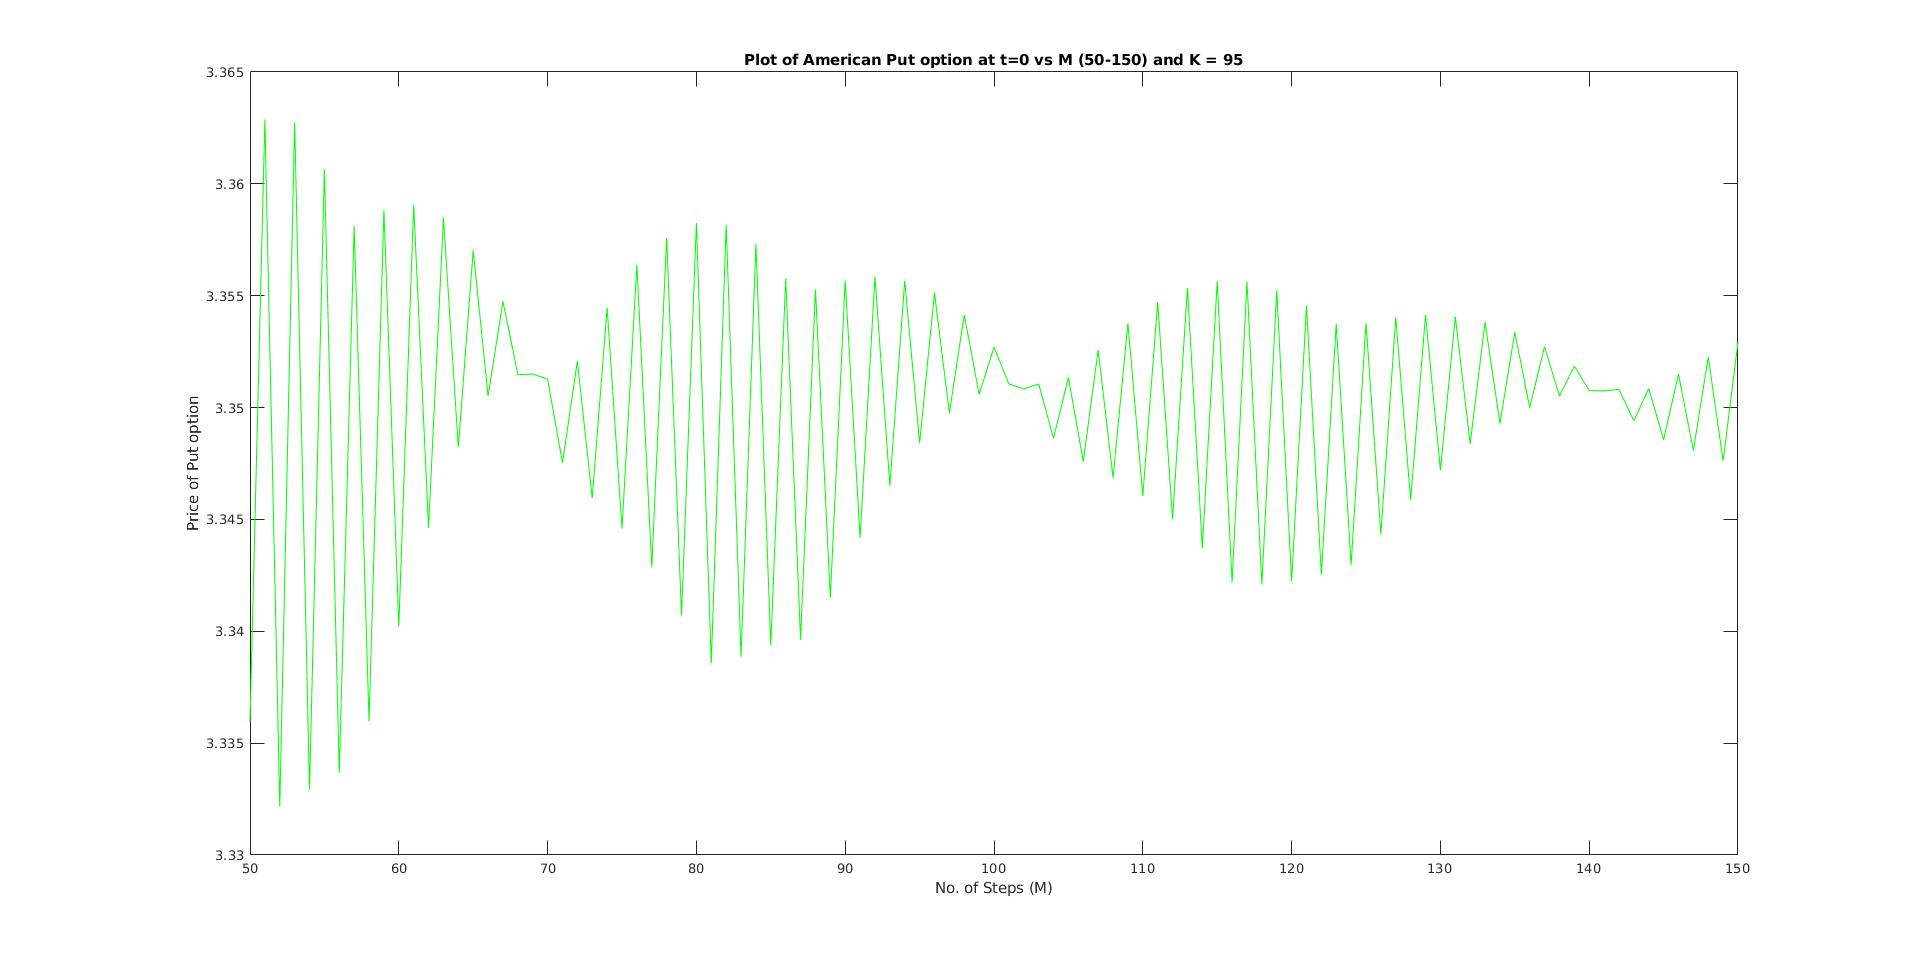 Plot of American Put option at t=0 vs M (50-150) and K = 95
3.365
3.36
3.355
3.35
3.345
3.34
3.335
3.33
Price of Put option
50 60 70 80 90 100 110 120 130 140 150
No. of Steps (M)